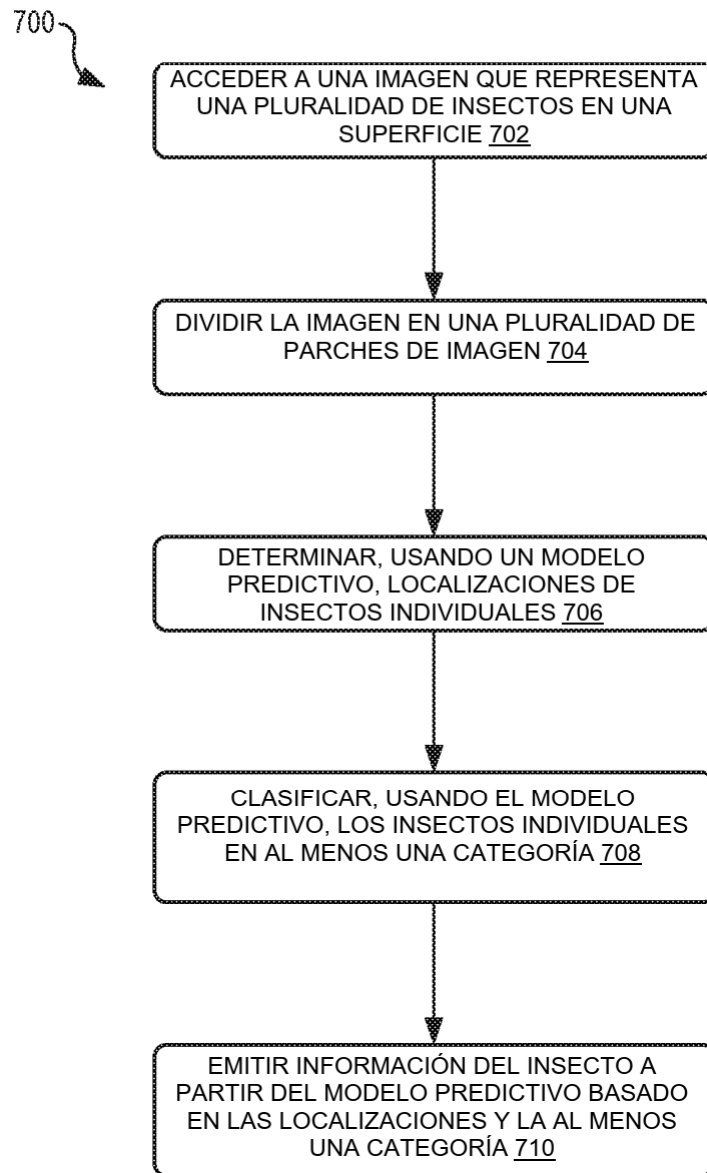 700
ACCEDER A UNA IMAGEN QUE REPRESENTA
UNA PLURALIDAD DE INSECTOS EN UNA
SUPERFICIE 702
DIVIDIR LA IMAGEN EN UNA PLURALIDAD DE
PARCHES DE IMAGEN 704
DETERMINAR, USANDO UN MODELO
PREDICTIVO, LOCALIZACIONES DE
INSECTOS INDIVIDUALES 706
CLASIFICAR, USANDO EL MODELO
PREDICTIVO, LOS INSECTOS INDIVIDUALES
EN AL MENOS UNA CATEGORÍA 708
EMITIR INFORMACIÓN DEL INSECTO A
PARTIR DEL MODELO PREDICTIVO BASADO
EN LAS LOCALIZACIONES Y LA AL MENOS
UNA CATEGORÍA 710